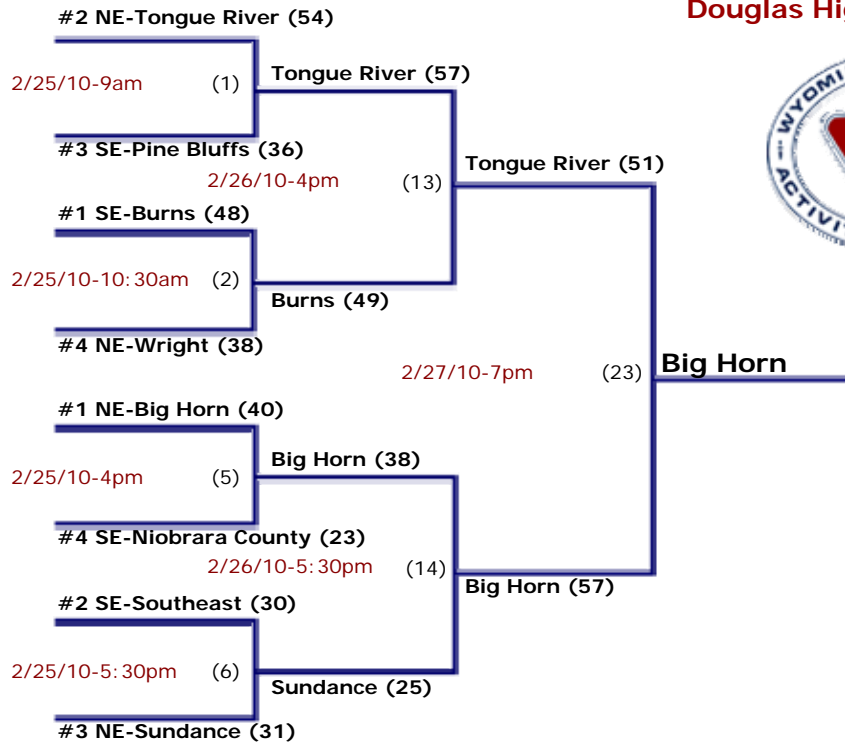 Douglas
#2 NE-Tongue River (54)
2/25/10-9am (1)
Tongue River (57)
#3 SE-Pine Bluffs (36)
2/26/10-4pm (13)
Tongue River (51)
#1 SE-Burns (48)
2/25/10-10:30am (2)
Burns (49)
#4 NE-Wright (38)
2/27/10-7pm (23)
Big Horn
#1 NE-Big Horn (40)
2/25/10-4pm (5)
Big Horn (38)
#4 SE-Niobrara County (23)
2/26/10-5:30pm (14)
Big Horn (57)
#2 SE-Southeast (30)
2/25/10-5:30pm (6)
Sundance (25)
#3 NE-Sundance (31)